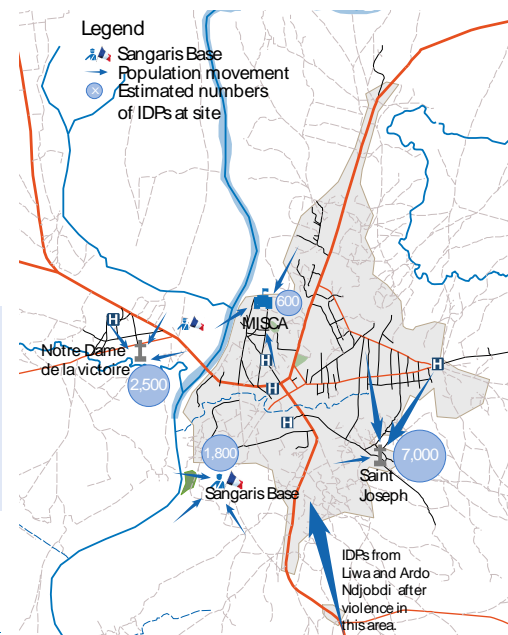 Legend
Sangaris Base
Population movement
x
Estimated numbers
of IDPs at site
600
MISCA
H
Notre Dame
de la victoire
H
H
2,500
H
H
1,800
7,000
Sangaris Base
Saint
Joseph
IDPs from
Liwa and Ardo
Ndjobdi after
violence in
this area.